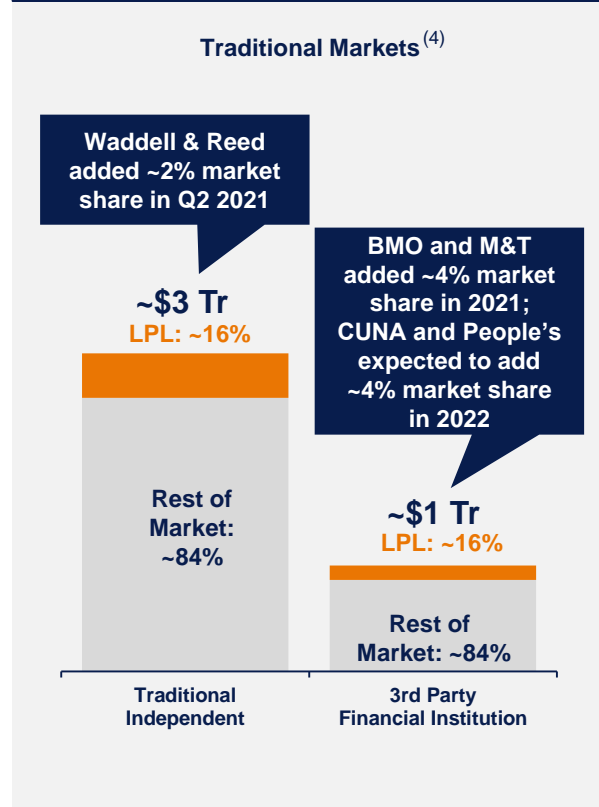 Traditional Markets (4)
Waddell & Reed
added ~2% market
share in Q2 2021
BMO and M&T
added ~4% market
share in 2021;
CUNA and People’s
expected to add
~4% market share
in 2022
~$3 Tr
LPL: ~16%
Rest of
Market:
~84%
~$1 Tr
LPL: ~16%
Rest of
Market: ~84%
Traditional
Independent
3rd Party
Financial Institution